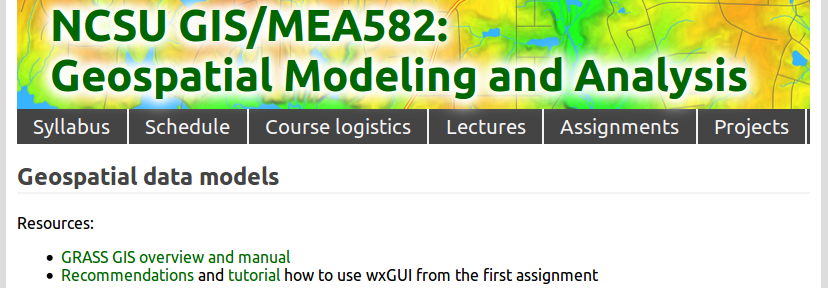 NCSU GIS/MEA582:
Geospatial Modeling and Analysis
Syllabus Schedule Course logistics Lectures Assignments Projects
Geospatial data models
Resources:
• GRASS GIS overview and manual
• Recommendations and tutorial how to use wxGUI from the first assignment